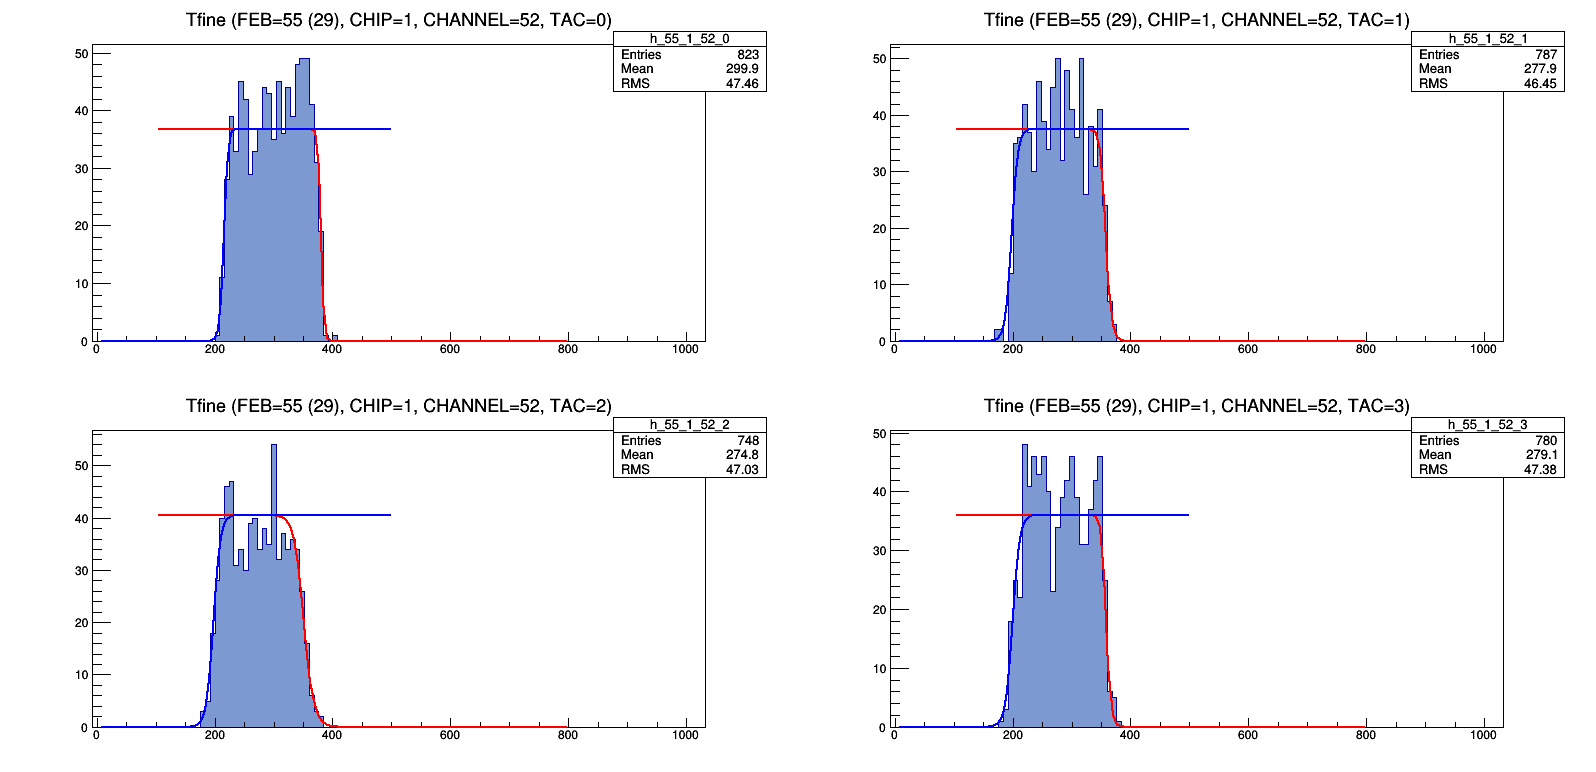 Tfine (FEB=55 (29), CHIP=1, CHANNEL=52, TAC=0)
h_55_1_52_0
Entries 823
Mean 299.9
RMS 47.46
50
40
30
20
10
0
0 200 400 600 800 1000
Tfine (FEB=55 (29), CHIP=1, CHANNEL=52, TAC=1)
h_55_1_52_1
Entries 787
Mean 277.9
RMS 46.45
50
40
30
20
10
0
0 200 400 600 800 1000
Tfine (FEB=55 (29), CHIP=1, CHANNEL=52, TAC=2)
h_55_1_52_2
Entries 748
Mean 274.8
RMS 47.03
50
40
30
20
10
0
0 200 400 600 800 1000
Tfine (FEB=55 (29), CHIP=1, CHANNEL=52, TAC=3)
h_55_1_52_3
Entries 780
Mean 279.1
RMS 47.38
50
40
30
20
10
0
0 200 400 600 800 1000